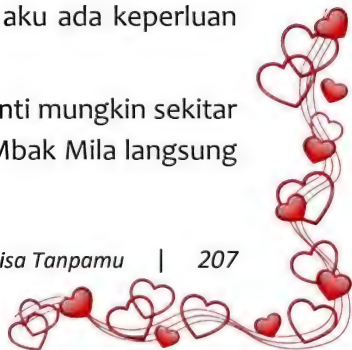 aku ada keperluan
nti mungkin sekitar
Mbak Mila langsung
isa Tanpamu | 207